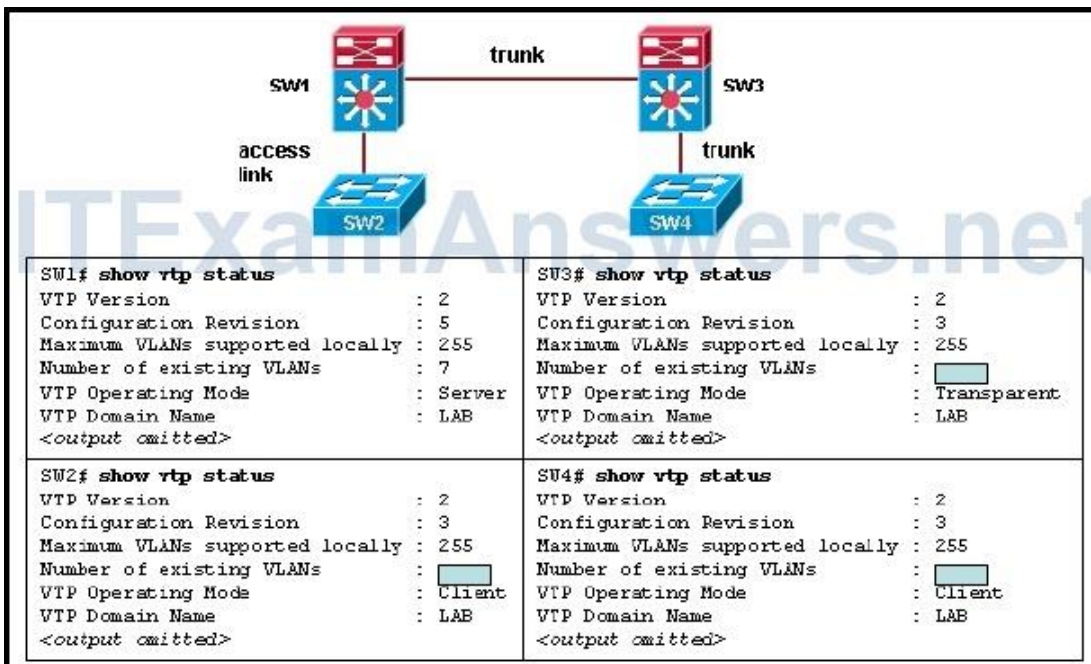 trunk
SW1
SW3
access
link
trunk
SW2
SW4
ITExamAnswers.net
SW1# show vtp status
VTP Version : 2
Configuration Revision : 5
Maximum VLANs supported locally : 255
Number of existing VLANs : 7
VTP Operating Mode : Server
VTP Domain Name : LAB
<output omitted>
SW3# show vtp status
VTP Version : 2
Configuration Revision : 3
Maximum VLANs supported locally : 255
Number of existing VLANs :
VTP Operating Mode : Transparent
VTP Domain Name : LAB
<output omitted>
SW2# show vtp status
VTP Version : 2
Configuration Revision : 3
Maximum VLANs supported locally : 255
Number of existing VLANs :
VTP Operating Mode : Client
VTP Domain Name : LAB
<output omitted>
SW4# show vtp status
VTP Version : 2
Configuration Revision : 3
Maximum VLANs supported locally : 255
Number of existing VLANs :
VTP Operating Mode : Client
VTP Domain Name : LAB
<output omitted>